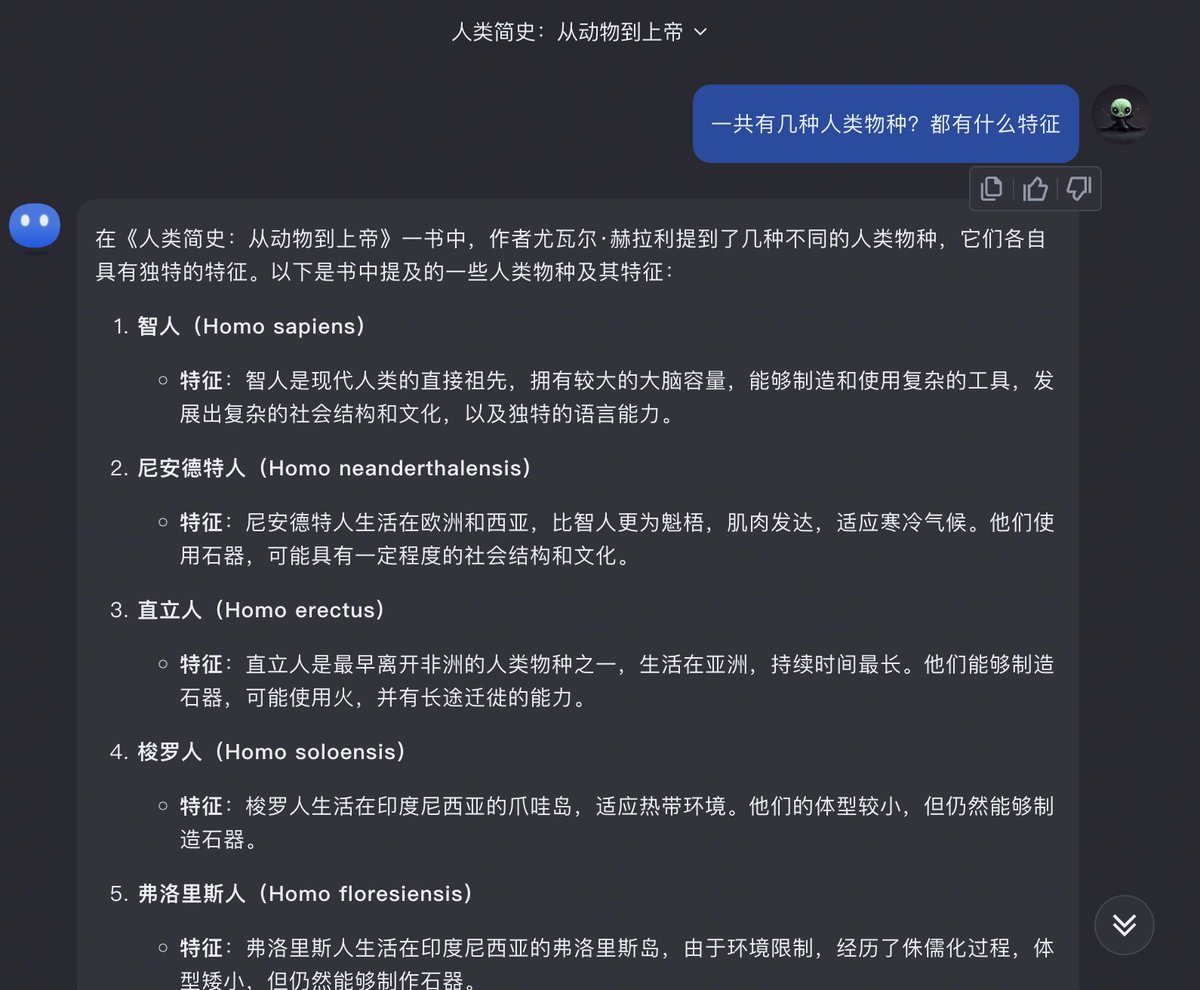 人类简史：从动物到上帝
一共有几种人类物种？都有什么特征
在《人类简史：从动物到上帝》一书中，作者尤瓦尔·赫拉利提到了几种不同的人类物种，它们各自
具有独特的特征。以下是书中提及的一些人类物种及其特征：
1. 智人（Homo sapiens）
特征：智人是现代人类的直接祖先，拥有较大的大脑容量，能够制造和使用复杂的工具，发
展出复杂的社会结构和文化，以及独特的语言能力。
2. 尼安德特人（Homo neanderthalensis）
特征：尼安德特人生活在欧洲和西亚，比智人更为魁梧，肌肉发达，适应寒冷气候。他们使
用石器，可能具有一定程度的社会结构和文化。
3. 直立人（Homo erectus）
特征：直立人是最早离开非洲的人类物种之一，生活在亚洲，持续时间最长。他们能够制造
石器，可能使用火，并有长途迁徙的能力。
4. 梭罗人（Homo soloensis）
特征：梭罗人生活在印度尼西亚的爪哇岛，适应热带环境。他们的体型较小，但仍然能够制
造石器。
5. 弗洛里斯人（Homo floresiensis）
特征：弗洛里斯人生活在印度尼西亚的弗洛里斯岛，由于环境限制，经历了侏儒化过程，体
型矮小，但仍然能够制作石器。